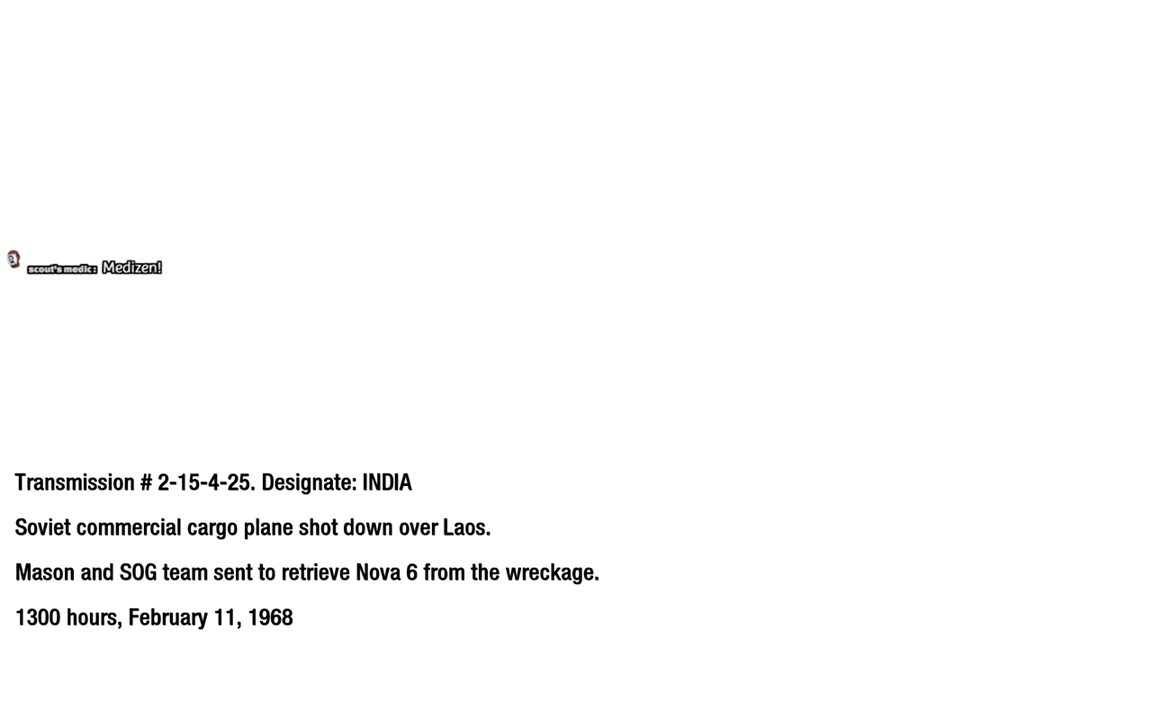 scout's medic: Medizen!
Transmission # 2-15-4-25. Designate: INDIA
Soviet commercial cargo plane shot down over Laos.
Mason and SOG team sent to retrieve Nova 6 from the wreckage.
1300 hours, February 11, 1968